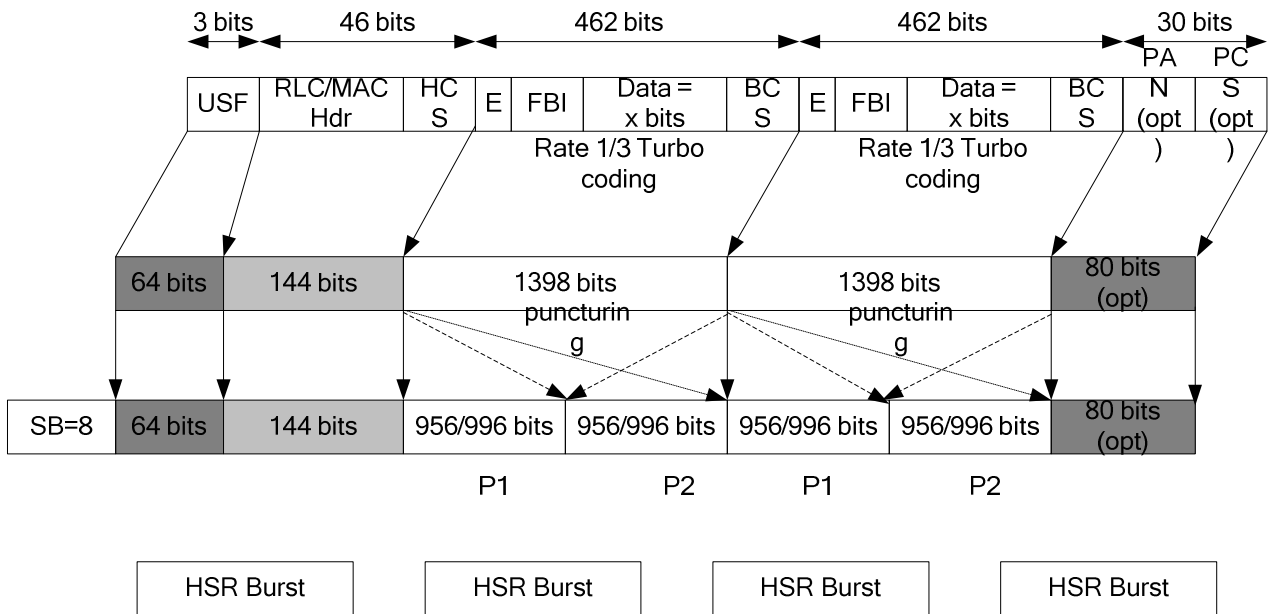 3 bits 46 bits 462 bits 462 bits 30 bits
USF
RLC/MAC
Hdr
HC
S
E
FBI
Data =
x bits
BC
S
E
FBI
Data =
x bits
BC
S
PA
N
(opt
)
PC
S
(opt
)
Rate 1/3 Turbo
coding
Rate 1/3 Turbo
coding
64 bits
144 bits
1398 bits
puncturin
g
1398 bits
puncturin
g
80 bits
(opt)
SB=8
64 bits
144 bits
956/996 bits
956/996 bits
956/996 bits
956/996 bits
80 bits
(opt)
P1 P2 P1 P2
HSR Burst HSR Burst HSR Burst HSR Burst